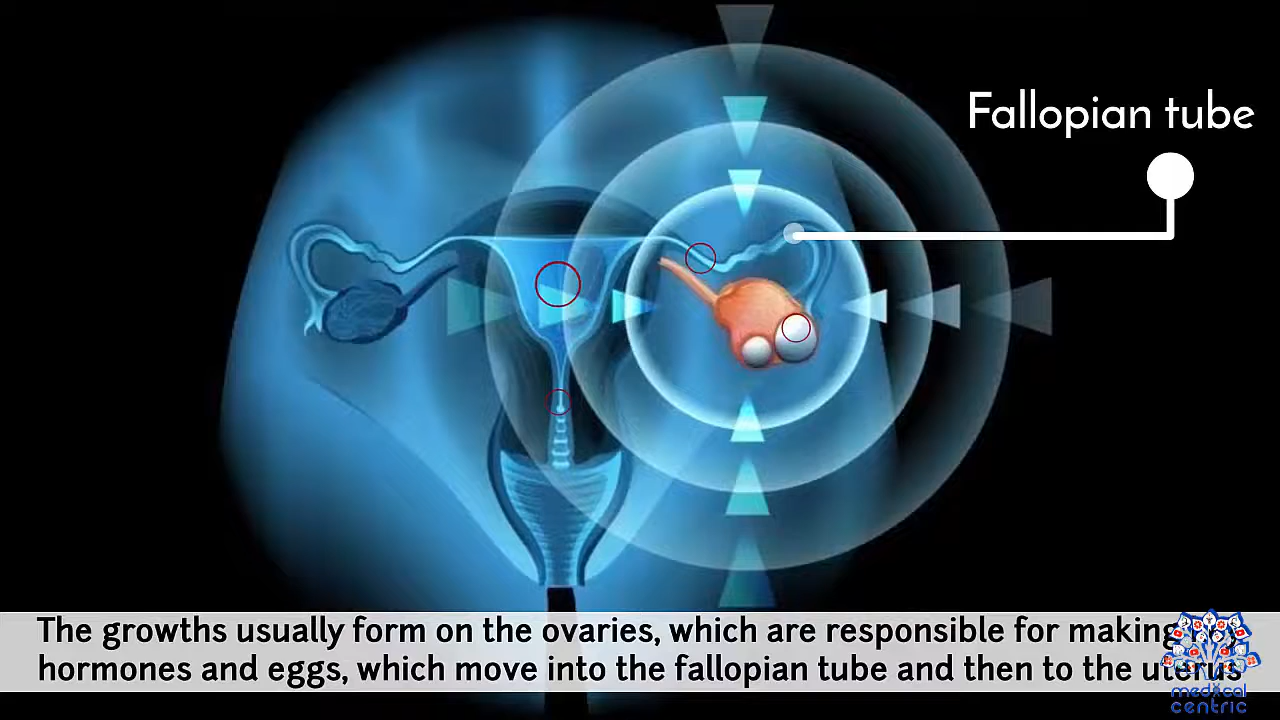 Fallopian tube
The growths usually form on the ovaries, which are responsible for making
hormones and eggs, which move into the fallopian tube and then to the uterus
medical
centric